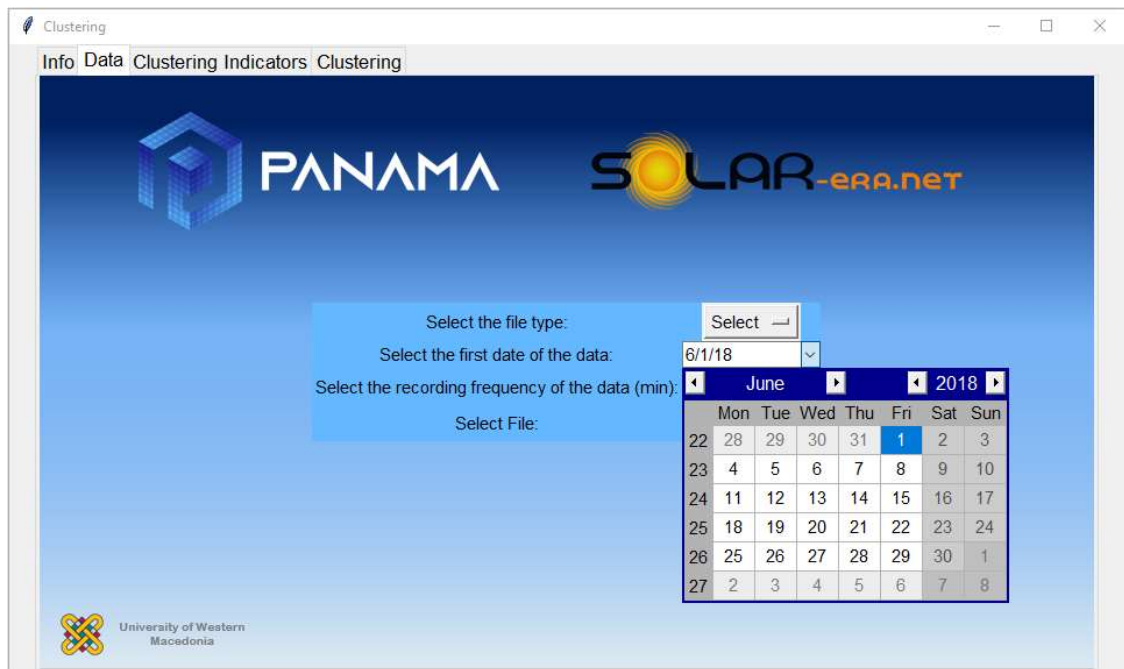 Clustering
Info Data Clustering Indicators Clustering
PANAMA
SOLAR-era.net
Select the file type:
Select
Select the first date of the data:
6/1/18
Select the recording frequency of the data (min):
Select File:
June 2018
Mon Tue Wed Thu Fri Sat Sun
22 28 29 30 31 1 2 3
23 4 5 6 7 8 9 10
24 11 12 13 14 15 16 17
25 18 19 20 21 22 23 24
26 25 26 27 28 29 30 1
27 2 3 4 5 6 7 8
University of Western
Macedonia